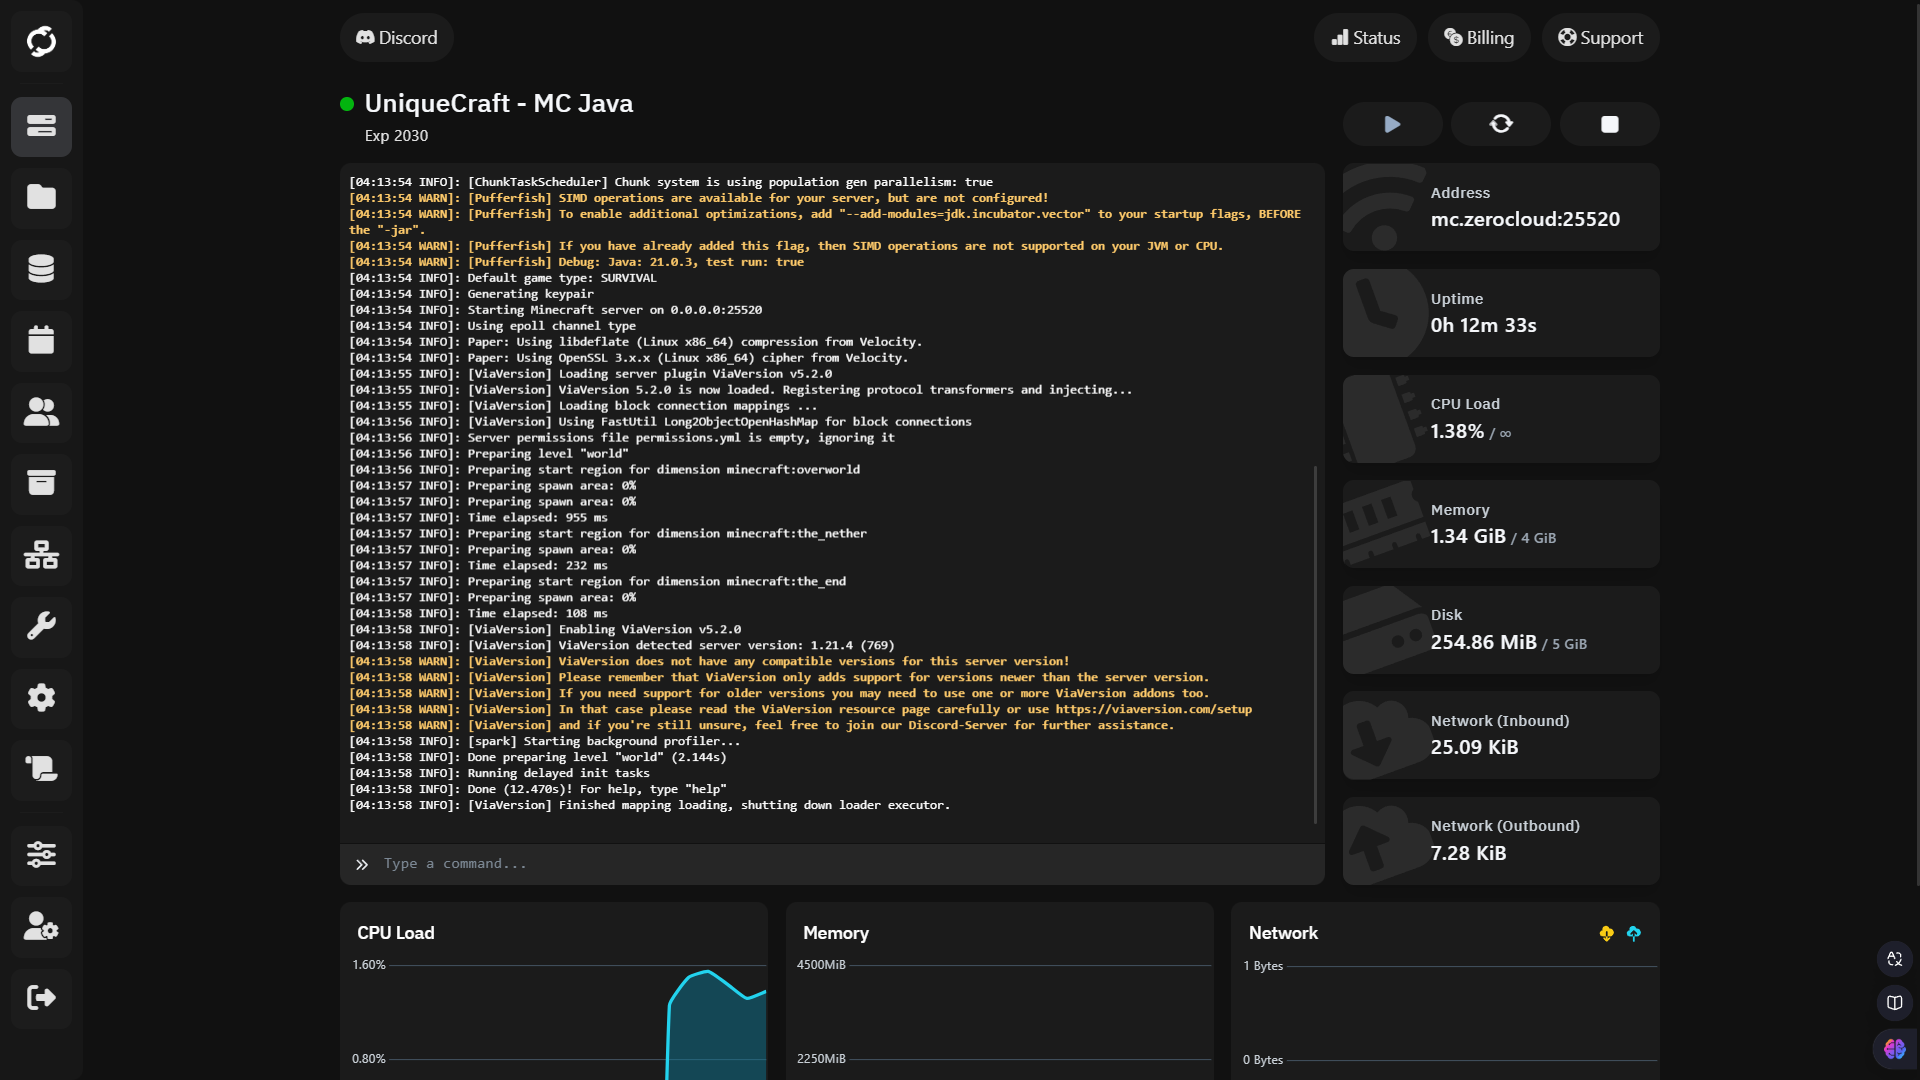 Discord
Status
Billing
Support
UniqueCraft - MC Java
Exp 2030
[04:13:54 INFO]: [ChunkTaskScheduler] Chunk system is using population gen parallelism: true
[04:13:54 WARN]: [Pufferfish] SIMD operations are available for your server, but are not configured!
[04:13:54 WARN]: [Pufferfish] To enable additional optimizations, add "--add-modules=jdk.incubator.vector" to your startup flags, BEFORE
the "-jar".
[04:13:54 WARN]: [Pufferfish] If you have already added this flag, then SIMD operations are not supported on your JVM or CPU.
[04:13:54 WARN]: [Pufferfish] Debug: Java: 21.0.3, test run: true
[04:13:54 INFO]: Default game type: SURVIVAL
[04:13:54 INFO]: Generating keypair
[04:13:54 INFO]: Starting Minecraft server on 0.0.0.0:25520
[04:13:54 INFO]: Using epoll channel type
[04:13:54 INFO]: Paper: Using libdeflate (Linux x86_64) compression from Velocity.
[04:13:54 INFO]: Paper: Using OpenSSL 3.x.x (Linux x86_64) cipher from Velocity.
[04:13:55 INFO]: [ViaVersion] Loading server plugin ViaVersion v5.2.0
[04:13:55 INFO]: [ViaVersion] ViaVersion 5.2.0 is now loaded. Registering protocol transformers and injecting...
[04:13:55 INFO]: [ViaVersion] Loading block connection mappings ...
[04:13:56 INFO]: [ViaVersion] Using FastUtil Long2ObjectOpenHashMap for block connections
[04:13:56 INFO]: Server permissions file permissions.yml is empty, ignoring it
[04:13:56 INFO]: Preparing level "world"
[04:13:56 INFO]: Preparing start region for dimension minecraft:overworld
[04:13:57 INFO]: Preparing spawn area: 0%
[04:13:57 INFO]: Preparing spawn area: 0%
[04:13:57 INFO]: Time elapsed: 955 ms
[04:13:57 INFO]: Preparing start region for dimension minecraft:the_nether
[04:13:57 INFO]: Preparing spawn area: 0%
[04:13:57 INFO]: Time elapsed: 232 ms
[04:13:57 INFO]: Preparing start region for dimension minecraft:the_end
[04:13:57 INFO]: Preparing spawn area: 0%
[04:13:58 INFO]: Time elapsed: 108 ms
[04:13:58 INFO]: [ViaVersion] Enabling ViaVersion v5.2.0
[04:13:58 INFO]: [ViaVersion] ViaVersion detected server version: 1.21.4 (769)
[04:13:58 WARN]: [ViaVersion] ViaVersion does not have any compatible versions for this server version!
[04:13:58 WARN]: [ViaVersion] Please remember that ViaVersion only adds support for versions newer than the server version.
[04:13:58 WARN]: [ViaVersion] If you need support for older versions you may need to use one or more ViaVersion addons too.
[04:13:58 WARN]: [ViaVersion] In that case please read the ViaVersion resource page carefully or use https://viaversion.com/setup
[04:13:58 WARN]: [ViaVersion] and if you're still unsure, feel free to join our Discord-Server for further assistance.
[04:13:58 INFO]: [spark] Starting background profiler...
[04:13:58 INFO]: Done preparing level "world" (2.144s)
[04:13:58 INFO]: Running delayed init tasks
[04:13:58 INFO]: Done (12.470s)! For help, type "help"
[04:13:58 INFO]: [ViaVersion] Finished mapping loading, shutting down loader executor.
Type a command...
Address
mc.zerocloud:25520
Uptime
0h 12m 33s
CPU Load
1.38% / ∞
Memory
1.34 GiB / 4 GiB
Disk
254.86 MiB / 5 GiB
Network (Inbound)
25.09 KiB
Network (Outbound)
7.28 KiB
CPU Load
1.60%
0.80%
Memory
4500MiB
2250MiB
Network
1 Bytes
0 Bytes